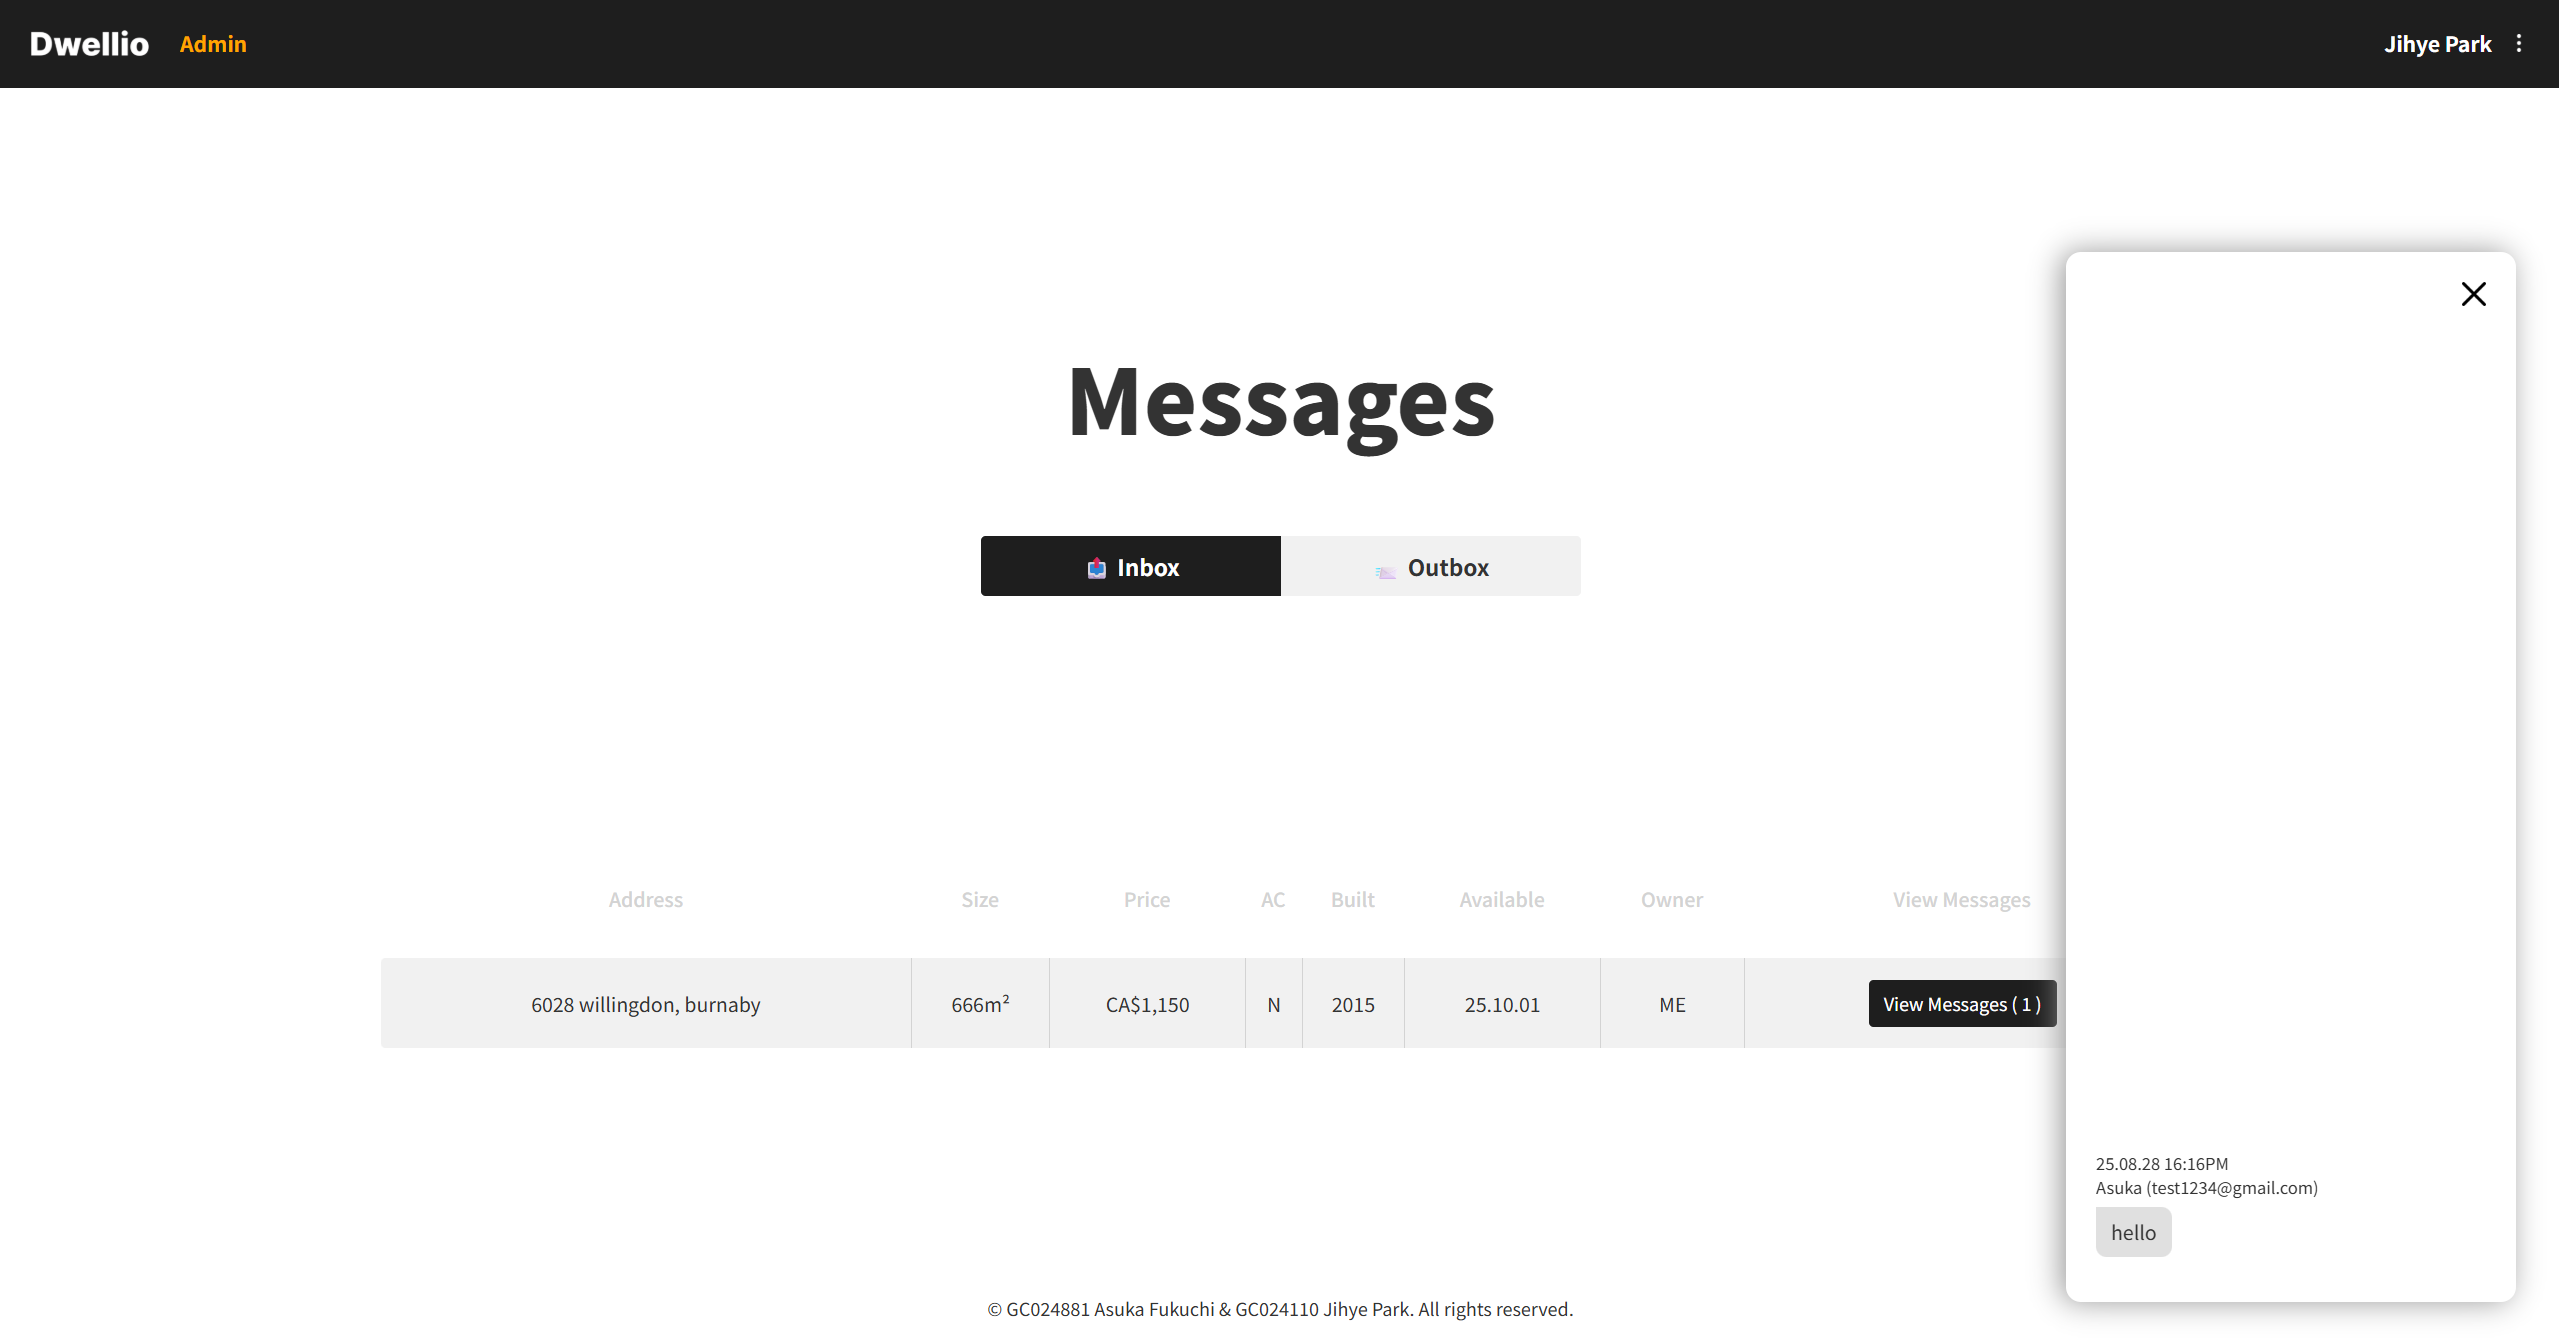 Dwellio Admin Jihye Park
Messages
Inbox Outbox
Address Size Price AC Built Available Owner View Messages
6028 willingdon, burnaby 666m² CA$1,150 N 2015 25.10.01 ME View Messages ( 1 )
25.08.28 16:16PM
Asuka (test1234@gmail.com)
hello
© GC024881 Asuka Fukuchi & GC024110 Jihye Park. All rights reserved.